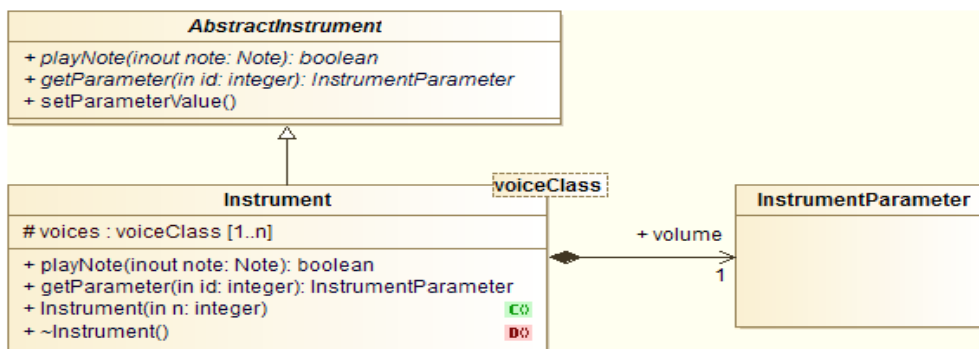 AbstractInstrument
+ playNote(inout note: Note): boolean
+ getParameter(in id: integer): InstrumentParameter
+ setParameterValue()
voiceClass
Instrument
# voices : voiceClass [1..n]
+ playNote(inout note: Note): boolean
+ getParameter(in id: integer): InstrumentParameter
+ Instrument(in n: integer) C()
+ ~Instrument() D()
+ volume
1
InstrumentParameter